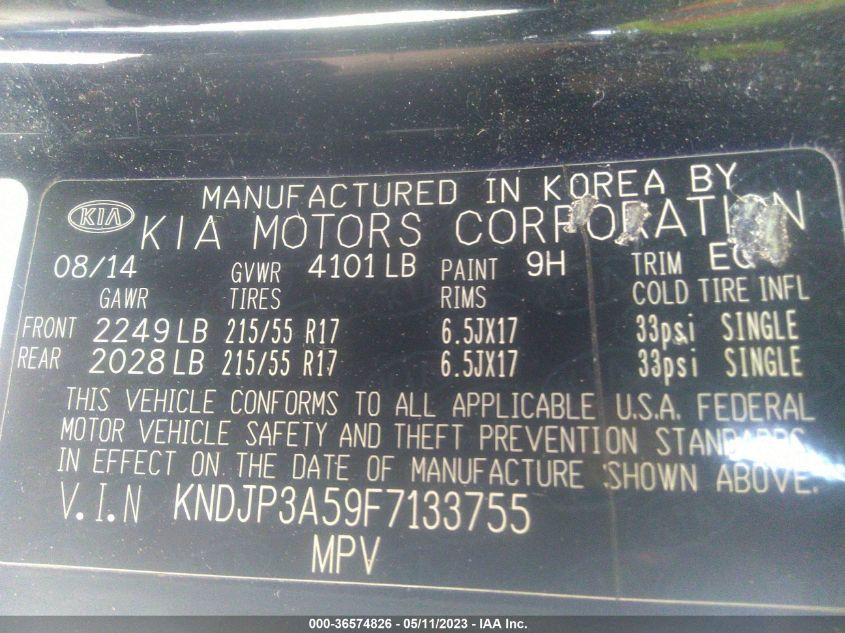 MANUFACTURED IN KOREA BY
KIA KIA MOTORS CORPORATION
08/14 GVWR 4101 LB PAINT 9H TRIM
GAWR TIRES RIMS COLD TIRE INFL
FRONT 2249 LB 215/55 R17 6.5JX17 33psi SINGLE
REAR 2028 LB 215/55 R17 6.5JX17 33psi SINGLE
THIS VEHICLE CONFORMS TO ALL APPLICABLE U.S.A. FEDERAL
MOTOR VEHICLE SAFETY AND THEFT PREVENTION STANDARDS
IN EFFECT ON THE DATE OF MANUFACTURE SHOWN ABOVE.
V.I.N KNDJP3A59F7133755
MPV
000-36574826 - 05/11/2023 - IAA Inc.